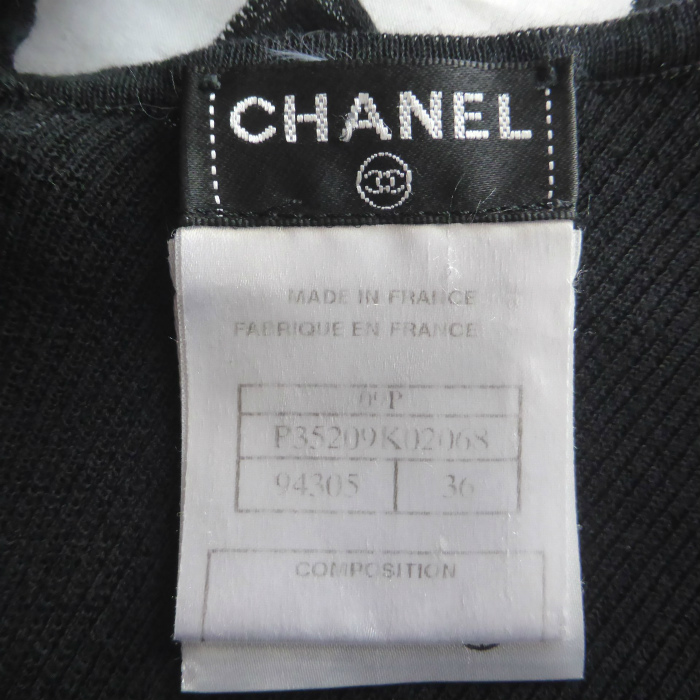 CHANEL
MADE IN FRANCE
FABRIQUE EN FRANCE
09P
P35209K02068
94305 36
COMPOSITION